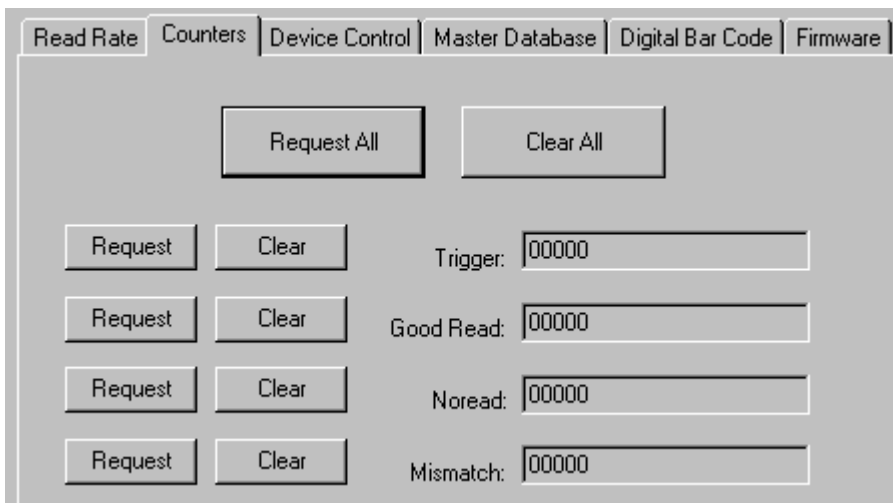 Read Rate Counters Device Control Master Database Digital Bar Code Firmware
Request All Clear All
Request Clear Trigger: 00000
Request Clear Good Read: 00000
Request Clear Noread: 00000
Request Clear Mismatch: 00000